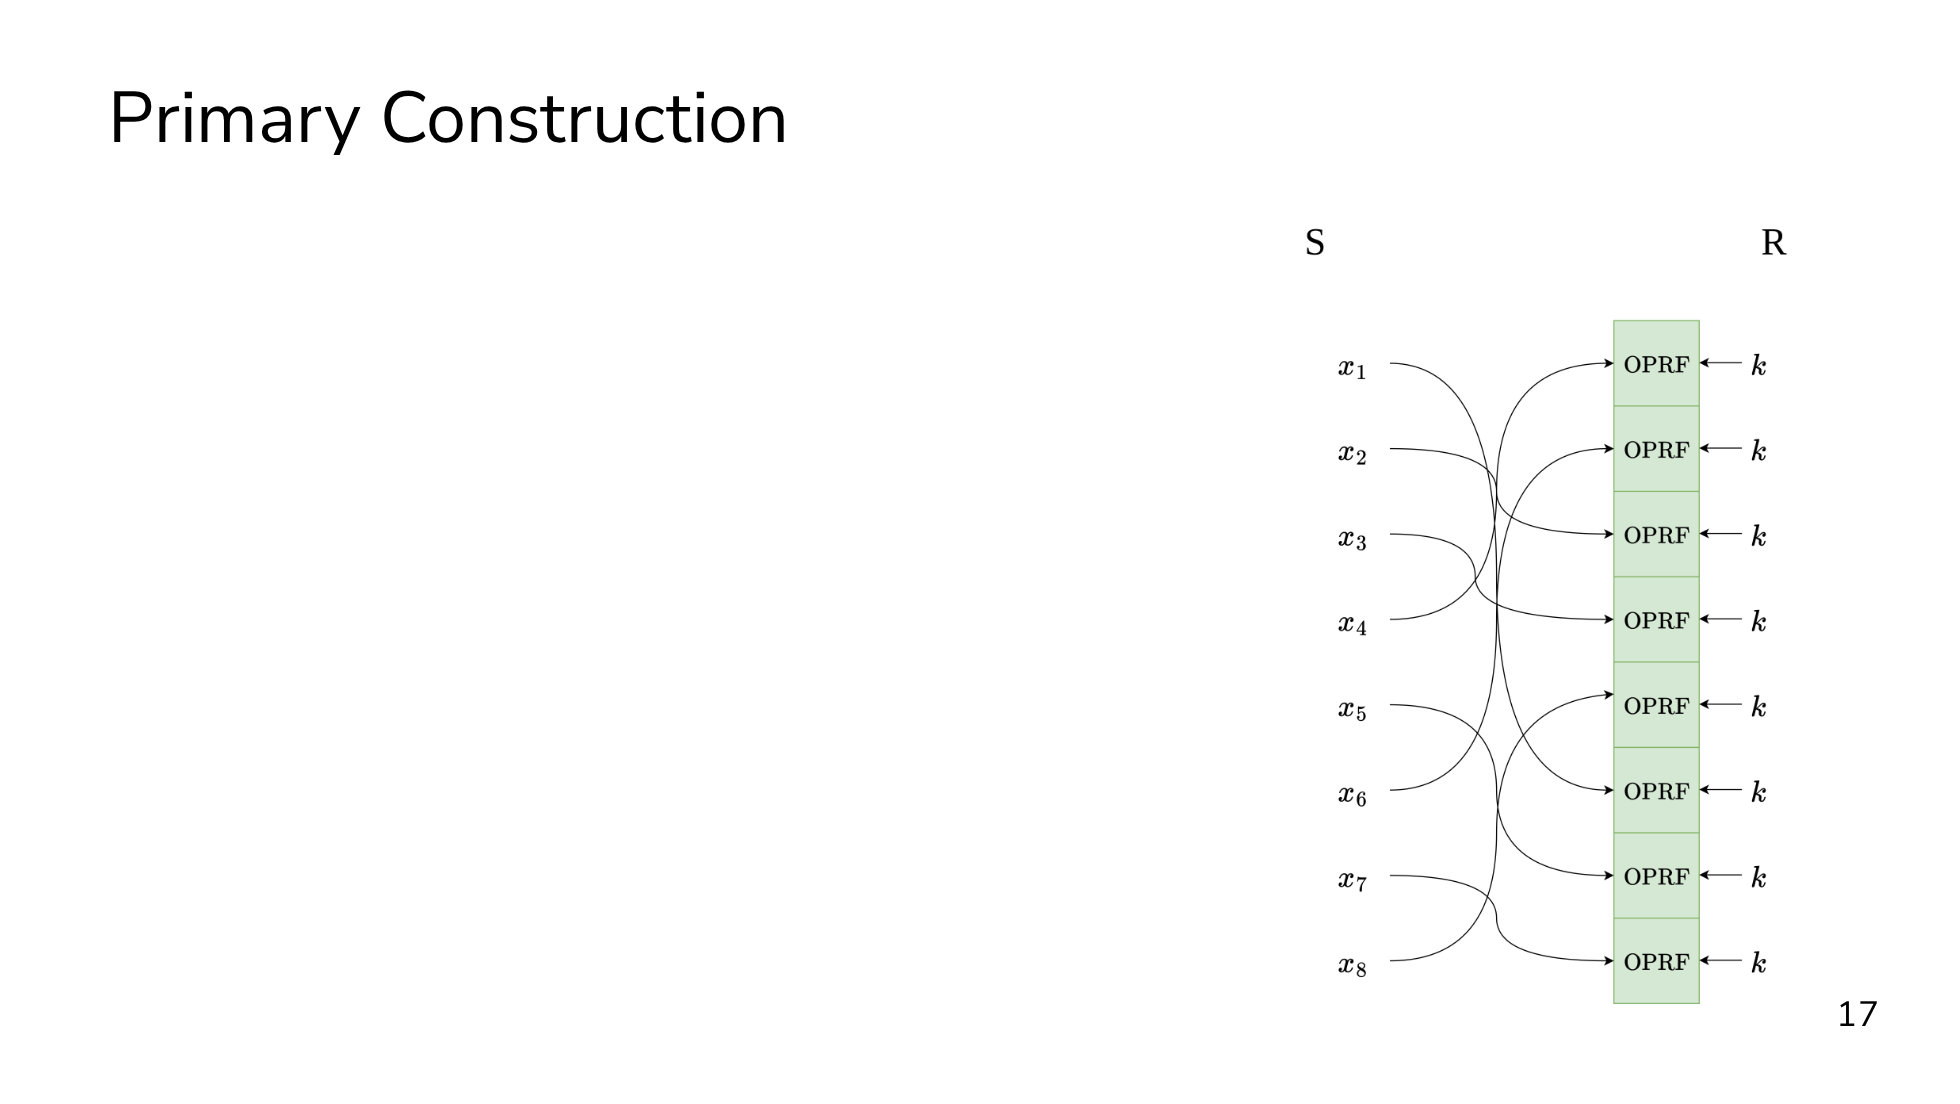 Primary Construction
S R
x₁ OPRF k
x₂ OPRF k
x₃ OPRF k
x₄ OPRF k
x₅ OPRF k
x₆ OPRF k
x₇ OPRF k
x₈ OPRF k
17